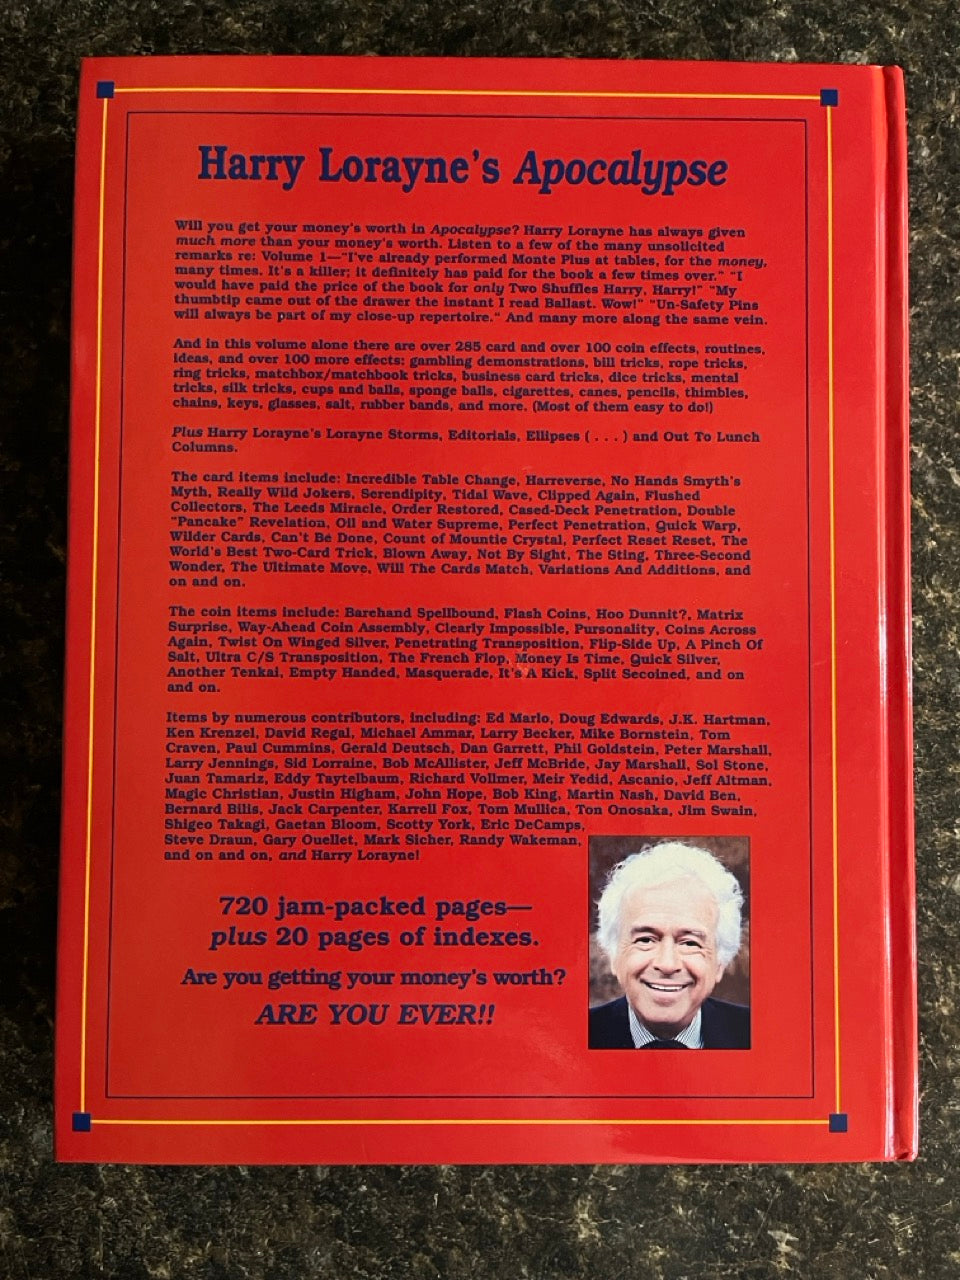 Harry Lorayne's Apocalypse
Will you get your money's worth in Apocalypse? Harry Lorayne has always given
much more than your money's worth. Listen to a few of the many unsolicited
remarks re: Volume 1—"I've already performed Monte Plus at tables, for the money,
many times. It's a killer; it definitely has paid for the book a few times over." "I
would have paid the price of the book for only Two Shuffles Harry, Harry!" "My
thumbtip came out of the drawer the instant I read Ballast. Wow!" "Un-Safety Pins
will always be part of my close-up repertoire." And many more along the same vein.
And in this volume alone there are over 285 card and over 100 coin effects, routines,
ideas, and over 100 more effects: gambling demonstrations, bill tricks, rope tricks,
ring tricks, matchbox/matchbook tricks, business card tricks, dice tricks, mental
tricks, silk tricks, cups and balls, sponge balls, cigarettes, canes, pencils, thimbles,
chains, keys, glasses, salt, rubber bands, and more. (Most of them easy to do!)
Plus Harry Lorayne's Lorayne Storms, Editorials, Ellipses ( . . . ) and Out To Lunch
Columns.
The card items include: Incredible Table Change, Harreverse, No Hands Smyth's
Myth, Really Wild Jokers, Serendipity, Tidal Wave, Clipped Again, Flushed
Collectors, The Leeds Miracle, Order Restored, Cased-Deck Penetration, Double
"Pancake" Revelation, Oil and Water Supreme, Perfect Penetration, Quick Warp,
Wilder Cards, Can't Be Done, Count of Mountie Crystal, Perfect Reset Reset, The
World's Best Two-Card Trick, Blown Away, Not By Sight, The Sting, Three-Second
Wonder, The Ultimate Move, Will The Cards Match, Variations And Additions, and
on and on.
The coin items include: Barehand Spellbound, Flash Coins, Hoo Dunnit?, Matrix
Surprise, Way-Ahead Coin Assembly, Clearly Impossible, Pursonality, Coins Across
Again, Twist On Winged Silver, Penetrating Transposition, Flip-Side Up, A Pinch Of
Salt, Ultra C/S Transposition, The French Flop, Money Is Time, Quick Silver,
Another Tenkai, Empty Handed, Masquerade, It's A Kick, Split Secoined, and on
and on.
Items by numerous contributors, including: Ed Marlo, Doug Edwards, J.K. Hartman,
Ken Krenzel, David Regal, Michael Ammar, Larry Becker, Mike Bornstein, Tom
Craven, Paul Cummins, Gerald Deutsch, Dan Garrett, Phil Goldstein, Peter Marshall,
Larry Jennings, Sid Lorraine, Bob McAllister, Jeff McBride, Jay Marshall, Sol Stone,
Juan Tamariz, Eddy Taytelbaum, Richard Vollmer, Meir Yedid, Ascanio, Jeff Altman,
Magic Christian, Justin Higham, John Hope, Bob King, Martin Nash, David Ben,
Bernard Bilis, Jack Carpenter, Karrell Fox, Tom Mullica, Ton Onosaka, Jim Swain,
Shigeo Takagi, Gaetan Bloom, Scotty York, Eric DeCamps,
Steve Draun, Gary Ouellet, Mark Sicher, Randy Wakeman,
and on and on, and Harry Lorayne!
720 jam-packed pages—
plus 20 pages of indexes.
Are you getting your money's worth?
ARE YOU EVER!!